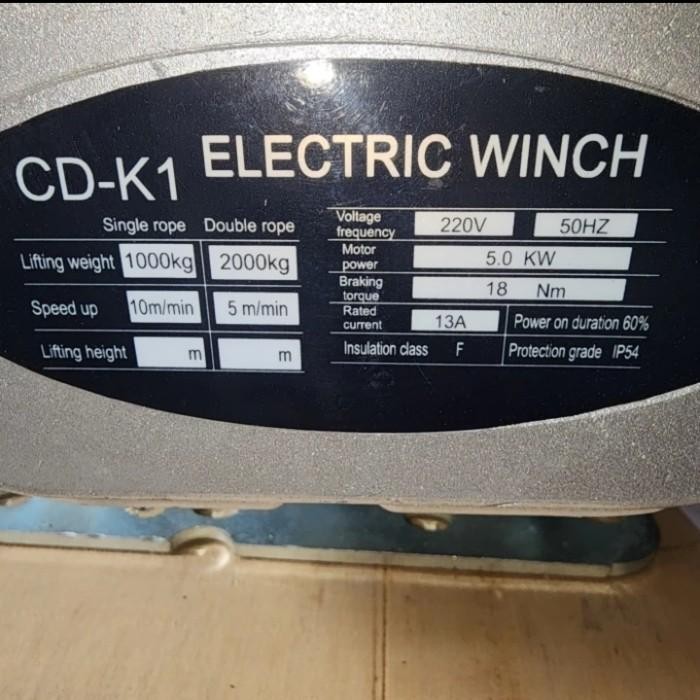 CD-K1 ELECTRIC WINCH
Single rope Double rope
Lifting weight 1000kg 2000kg
Speed up 10m/min 5 m/min
Lifting height m m
Voltage frequency 220V 50HZ
Motor power 5.0 KW
Braking torque 18 Nm
Rated current 13A Power on duration 60%
Insulation class F Protection grade IP54